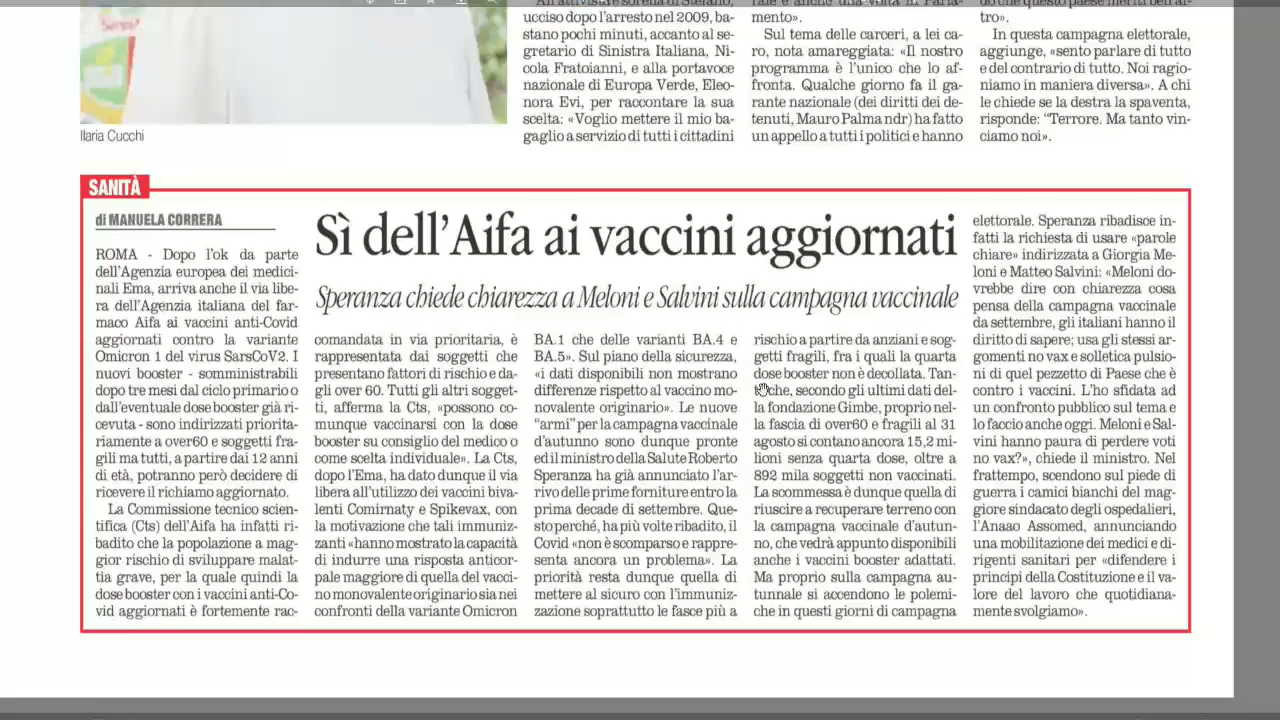 ucciso dopo l'arresto nel 2009, ba-
stano pochi minuti, accanto al se-
gretario di Sinistra Italiana, Ni-
cola Fratoianni, e alla portavoce
nazionale di Europa Verde, Eleo-
nora Evi, per raccontare la sua
scelta: «Voglio mettere il mio ba-
gaglio a servizio di tutti i cittadini
mento».
Sul tema delle carceri, a lei ca-
ro, nota amareggiata: «Il nostro
programma è l'unico che lo af-
fronta. Qualche giorno fa il ga-
rante nazionale (dei diritti dei de-
tenuti, Mauro Palma ndr) ha fatto
un appello a tutti i politici e hanno
tro».
In questa campagna elettorale,
aggiunge, «sento parlare di tutto
e del contrario di tutto. Noi ragio-
niamo in maniera diversa». A chi
le chiede se la destra la spaventa,
risponde: “Terrore. Ma tanto vin-
ciamo noi».
Ilaria Cucchi
SANITÀ
di MANUELA CORRERA
Sì dell'Aifa ai vaccini aggiornati
Speranza chiede chiarezza a Meloni e Salvini sulla campagna vaccinale
ROMA - Dopo l'ok da parte
dell'Agenzia europea dei medici-
nali Ema, arriva anche il via libe-
ra dell'Agenzia italiana del far-
maco Aifa ai vaccini anti-Covid
aggiornati contro la variante
Omicron 1 del virus SarsCoV2. I
nuovi booster - somministrabili
dopo tre mesi dal ciclo primario o
dall'eventuale dose booster già ri-
cevuta - sono indirizzati priorita-
riamente a over60 e soggetti fra-
gili ma tutti, a partire dai 12 anni
di età, potranno però decidere di
ricevere il richiamo aggiornato.
La Commissione tecnico scien-
tifica (Cts) dell'Aifa ha infatti ri-
badito che la popolazione a mag-
gior rischio di sviluppare malat-
tia grave, per la quale quindi la
dose booster con i vaccini anti-Co-
vid aggiornati è fortemente rac-
comandata in via prioritaria, è
rappresentata dai soggetti che
presentano fattori di rischio e da-
gli over 60. Tutti gli altri sogget-
ti, afferma la Cts, «possono co-
munque vaccinarsi con la dose
booster su consiglio del medico o
come scelta individuale». La Cts,
dopo l'Ema, ha dato dunque il via
libera all'utilizzo dei vaccini biva-
lenti Comirnaty e Spikevax, con
la motivazione che tali immuniz-
zanti «hanno mostrato la capacità
di indurre una risposta anticor-
pale maggiore di quella del vacci-
no monovalente originario sia nei
confronti della variante Omicron
BA.1 che delle varianti BA.4 e
BA.5». Sul piano della sicurezza,
«i dati disponibili non mostrano
differenze rispetto al vaccino mo-
novalente originario». Le nuove
“armi” per la campagna vaccinale
d'autunno sono dunque pronte
ed il ministro della Salute Roberto
Speranza ha già annunciato l'ar-
rivo delle prime forniture entro la
prima decade di settembre. Que-
sto perché, ha più volte ribadito, il
Covid «non è scomparso e rappre-
senta ancora un problema». La
priorità resta dunque quella di
mettere al sicuro con l'immuniz-
zazione soprattutto le fasce più a
rischio a partire da anziani e sog-
getti fragili, fra i quali la quarta
dose booster non è decollata. Tan-
to che, secondo gli ultimi dati del-
la fondazione Gimbe, proprio nel-
la fascia di over60 e fragili al 31
agosto si contano ancora 15,2 mi-
lioni senza quarta dose, oltre a
892 mila soggetti non vaccinati.
La scommessa è dunque quella di
riuscire a recuperare terreno con
la campagna vaccinale d'autun-
no, che vedrà appunto disponibili
anche i vaccini booster adattati.
Ma proprio sulla campagna au-
tunnale si accendono le polemi-
che in questi giorni di campagna
elettorale. Speranza ribadisce in-
fatti la richiesta di usare «parole
chiare» indirizzata a Giorgia Me-
loni e Matteo Salvini: «Meloni do-
vrebbe dire con chiarezza cosa
pensa della campagna vaccinale
da settembre, gli italiani hanno il
diritto di sapere; usa gli stessi ar-
gomenti no vax e solletica pulsio-
ni di quel pezzetto di Paese che è
contro i vaccini. L'ho sfidata ad
un confronto pubblico sul tema e
lo faccio anche oggi. Meloni e Sal-
vini hanno paura di perdere voti
no vax?», chiede il ministro. Nel
frattempo, scendono sul piede di
guerra i camici bianchi del mag-
giore sindacato degli ospedalieri,
l'Anaao Assomed, annunciando
una mobilitazione dei medici e di-
rigenti sanitari per «difendere i
principi della Costituzione e il va-
lore del lavoro che quotidiana-
mente svolgiamo».